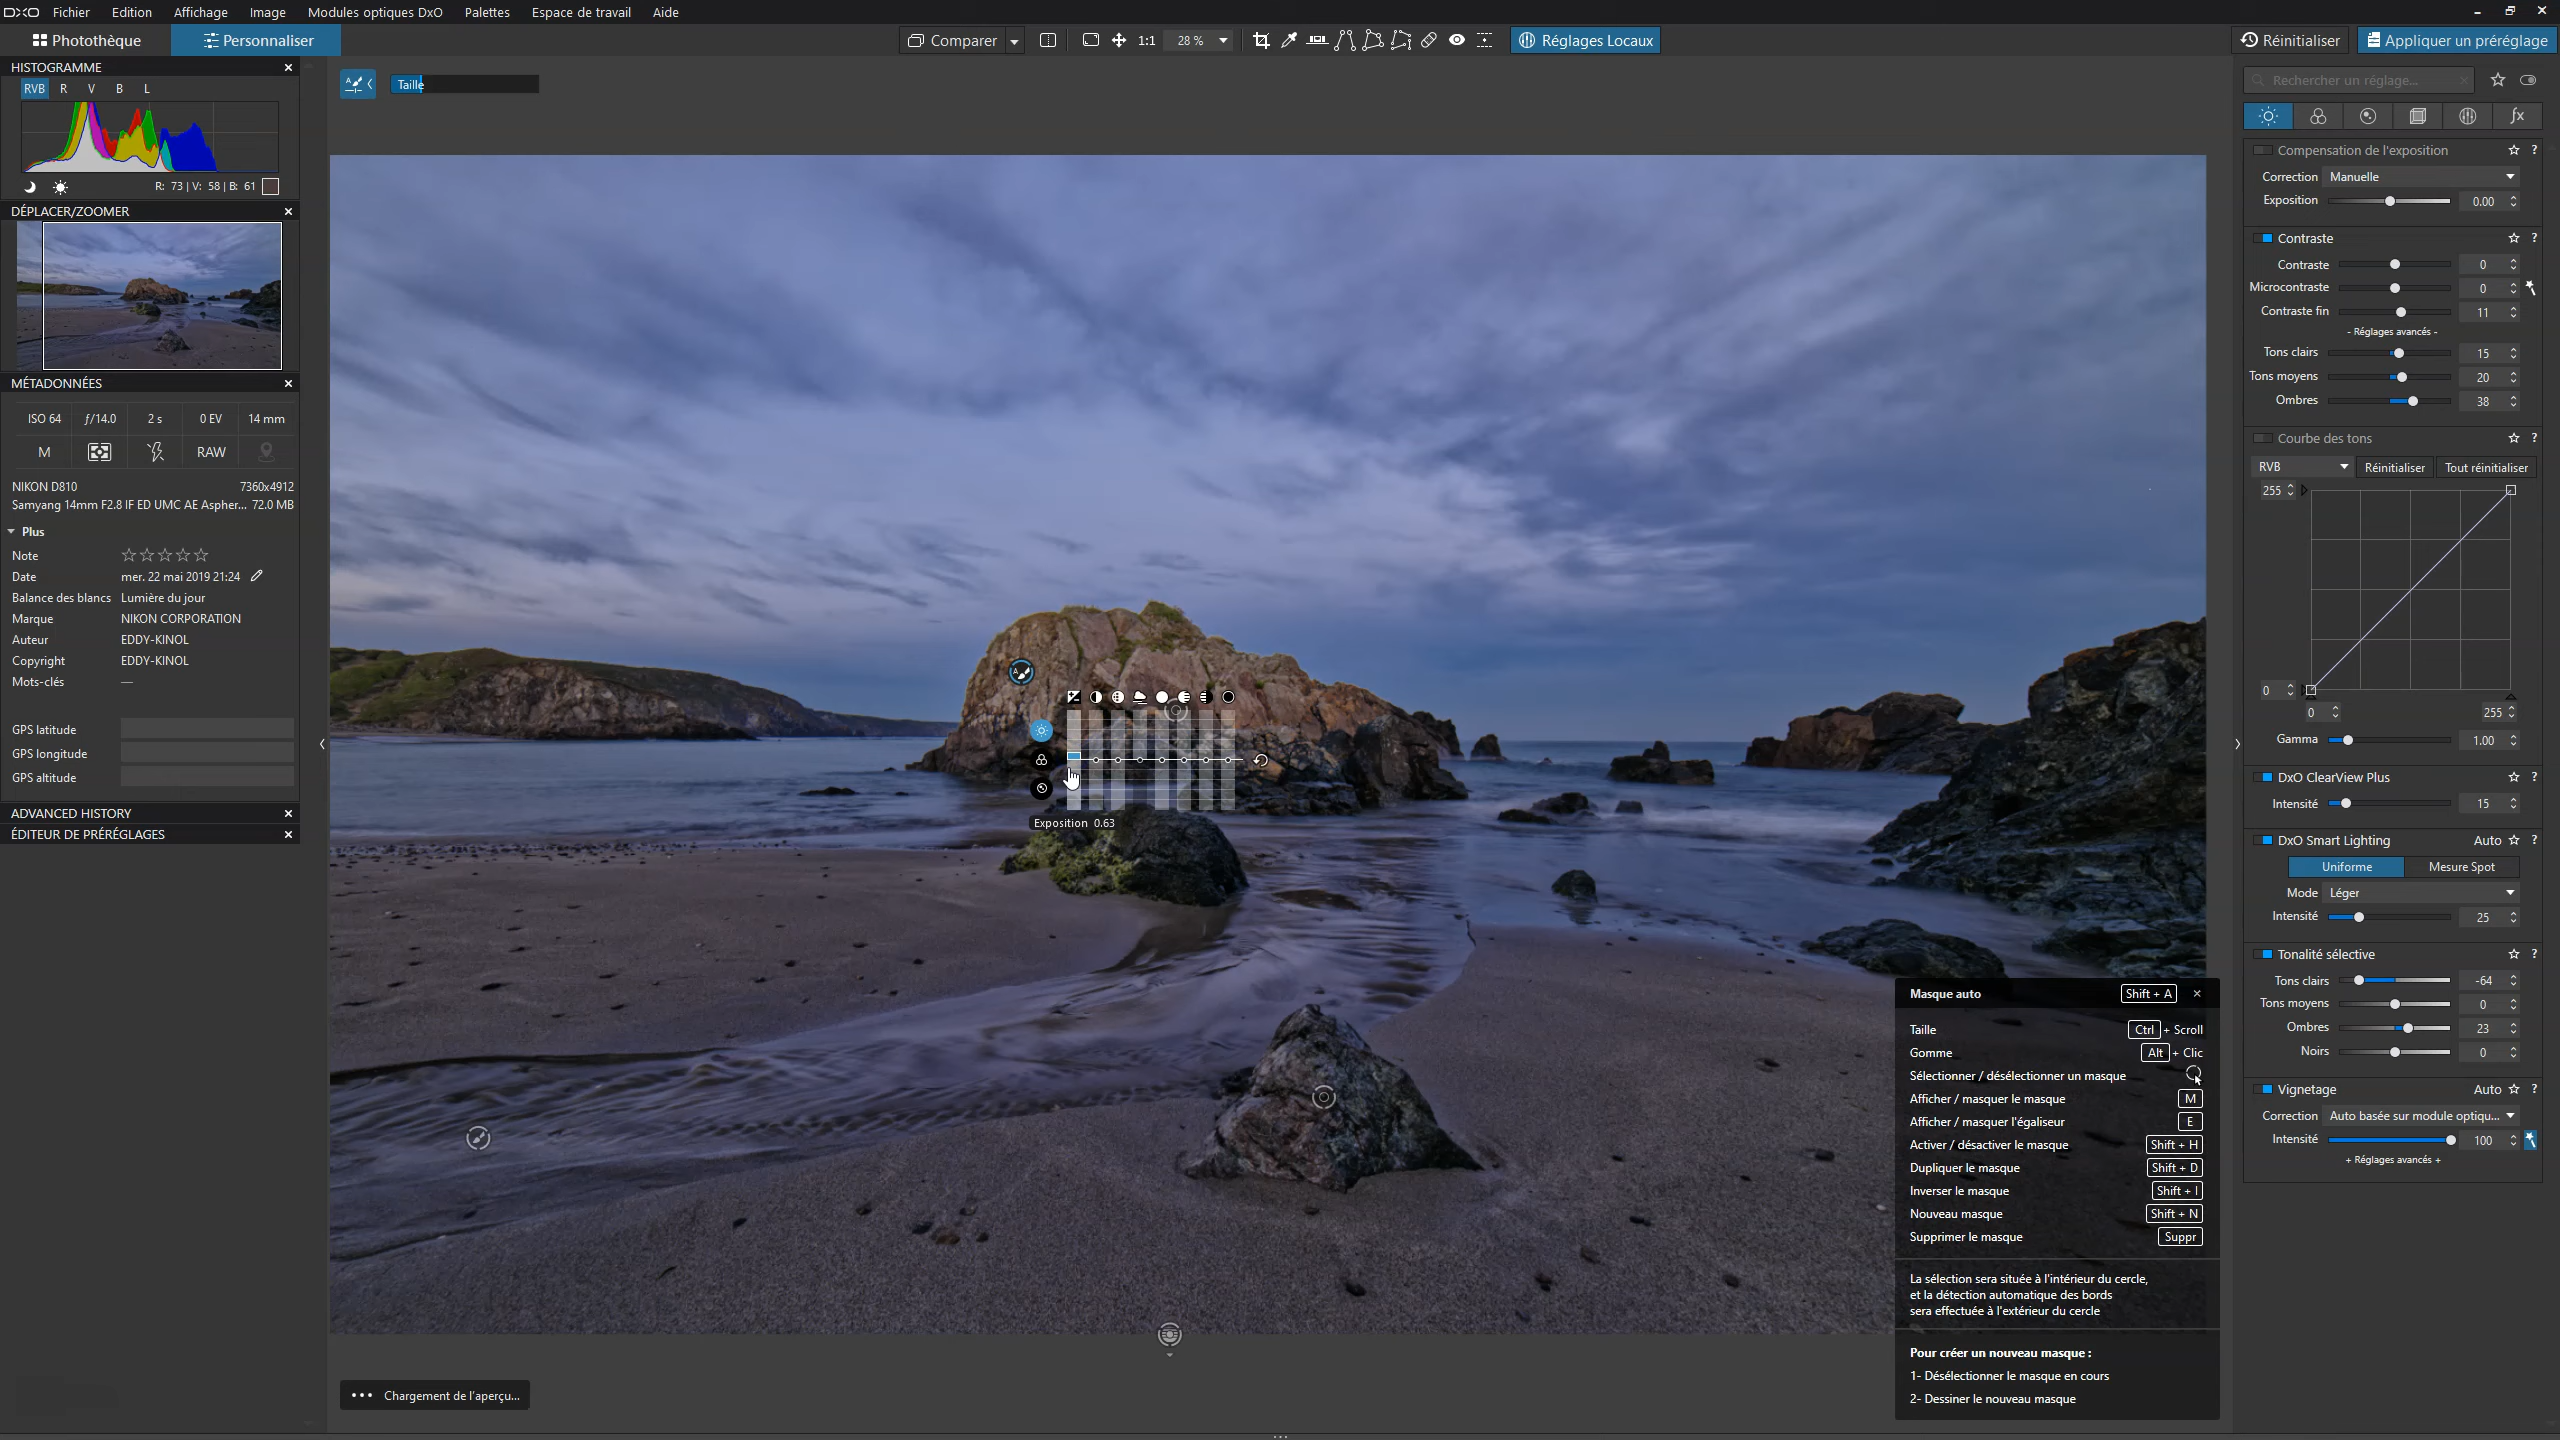 DXO Fichier Edition Affichage Image Modules optiques DxO Palettes Espace de travail Aide
Photothèque Personnaliser Comparer 1:1 28 % Réglages Locaux Réinitialiser Appliquer un préréglage
HISTOGRAMME
RVB R V B L
R: 73 | V: 58 | B: 61
DÉPLACER/ZOOMER
MÉTADONNÉES
ISO 64 ƒ/14.0 2 s 0 EV 14 mm
M RAW
NIKON D810 7360x4912
Samyang 14mm F2.8 IF ED UMC AE Aspher... 72.0 MB
Plus
Note
Date mer. 22 mai 2019 21:24
Balance des blancs Lumière du jour
Marque NIKON CORPORATION
Auteur EDDY-KINOL
Copyright EDDY-KINOL
Mots-clés —
GPS latitude
GPS longitude
GPS altitude
ADVANCED HISTORY
ÉDITEUR DE PRÉRÉGLAGES
Taille
Exposition 0.63
Chargement de l'aperçu...
Masque auto Shift + A
Taille Ctrl + Scroll
Gomme Alt + Clic
Sélectionner / désélectionner un masque
Afficher / masquer le masque M
Afficher / masquer l'égaliseur E
Activer / désactiver le masque Shift + H
Dupliquer le masque Shift + D
Inverser le masque Shift + I
Nouveau masque Shift + N
Supprimer le masque Suppr
La sélection sera située à l'intérieur du cercle,
et la détection automatique des bords
sera effectuée à l'extérieur du cercle
Pour créer un nouveau masque :
1- Désélectionner le masque en cours
2- Dessiner le nouveau masque
Rechercher un réglage...
fx
Compensation de l'exposition ?
Correction Manuelle
Exposition 0.00
Contraste ?
Contraste 0
Microcontraste 0
Contraste fin 11
- Réglages avancés -
Tons clairs 15
Tons moyens 20
Ombres 38
Courbe des tons ?
RVB Réinitialiser Tout réinitialiser
255
0
0 255
Gamma 1.00
DxO ClearView Plus ?
Intensité 15
DxO Smart Lighting Auto ?
Uniforme Mesure Spot
Mode Léger
Intensité 25
Tonalité sélective ?
Tons clairs -64
Tons moyens 0
Ombres 23
Noirs 0
Vignetage Auto ?
Correction Auto basée sur module optiqu...
Intensité 100
+ Réglages avancés +